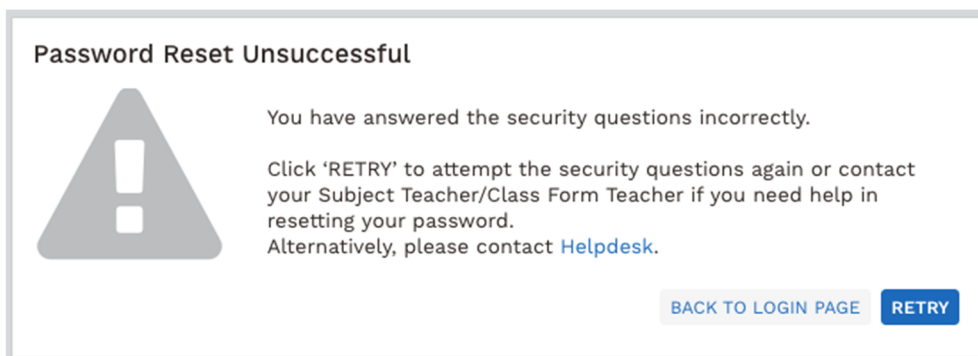 Password Reset Unsuccessful
You have answered the security questions incorrectly.
Click ‘RETRY’ to attempt the security questions again or contact
your Subject Teacher/Class Form Teacher if you need help in
resetting your password.
Alternatively, please contact Helpdesk.
BACK TO LOGIN PAGE RETRY